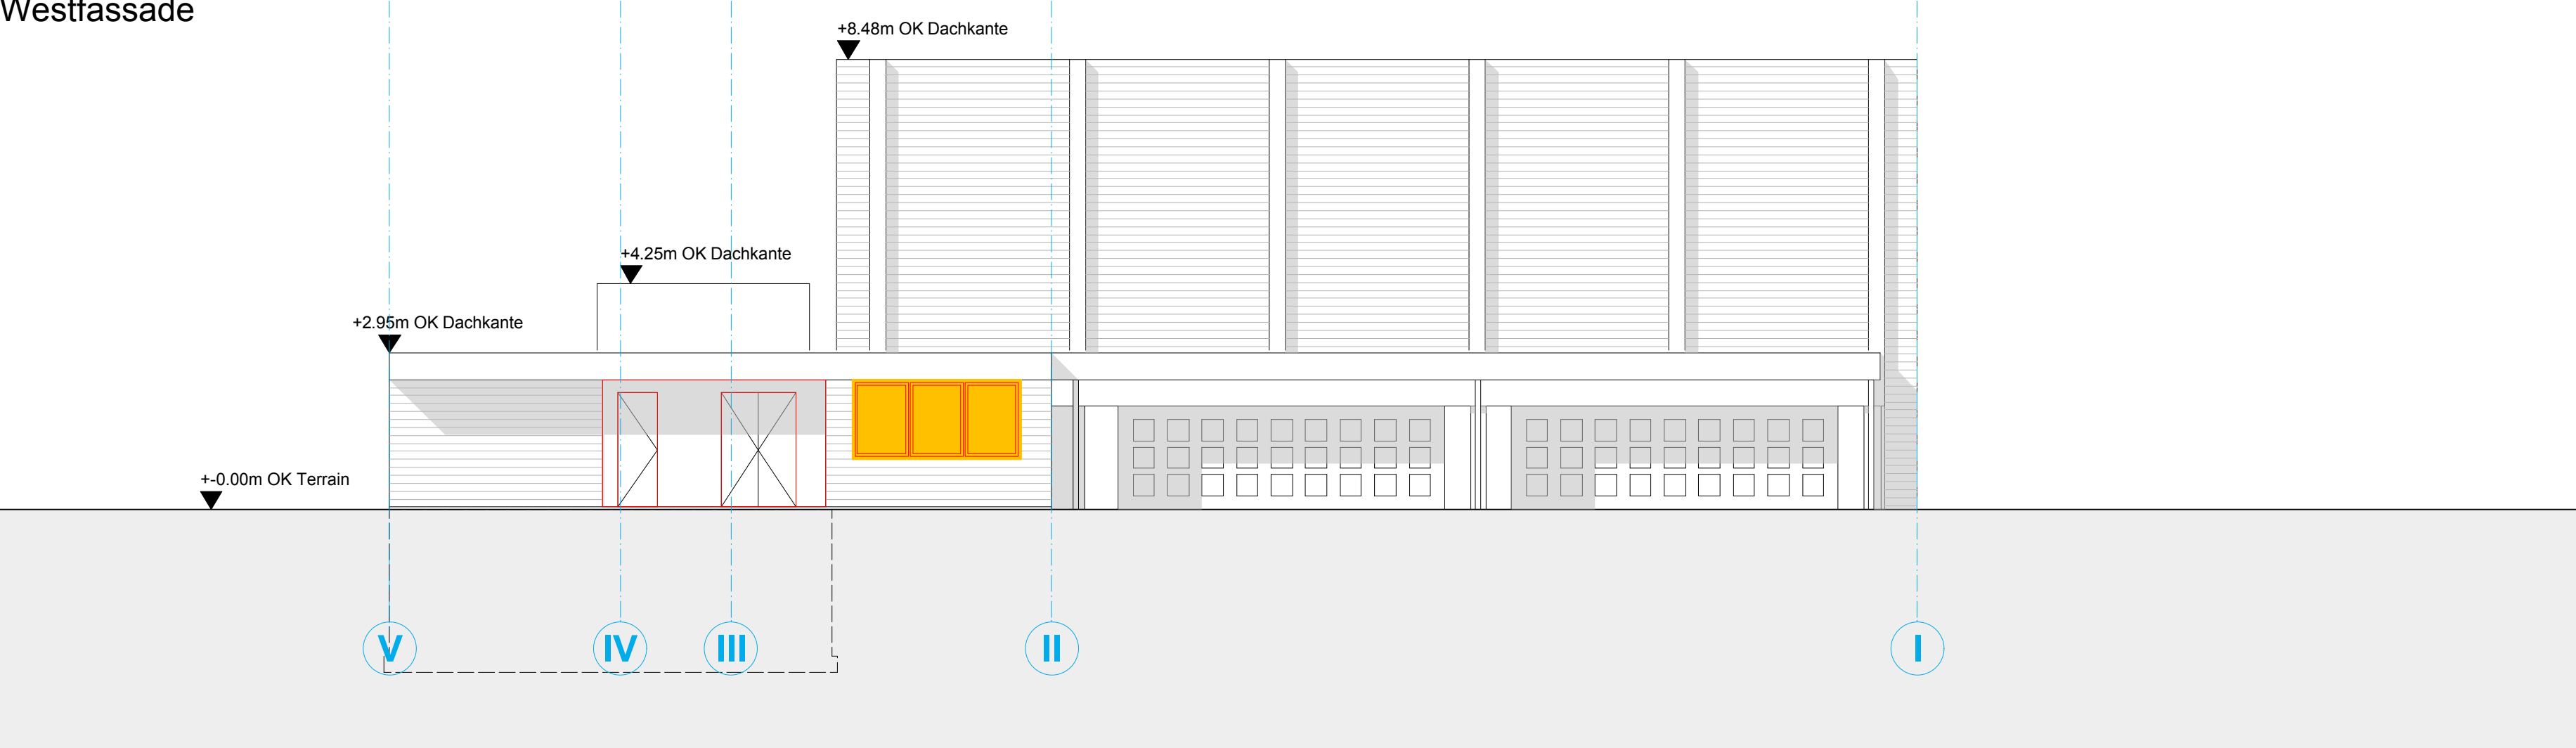 Westfassade
+8.48m OK Dachkante
+4.25m OK Dachkante
+2.95m OK Dachkante
+-0.00m OK Terrain
V IV III II I